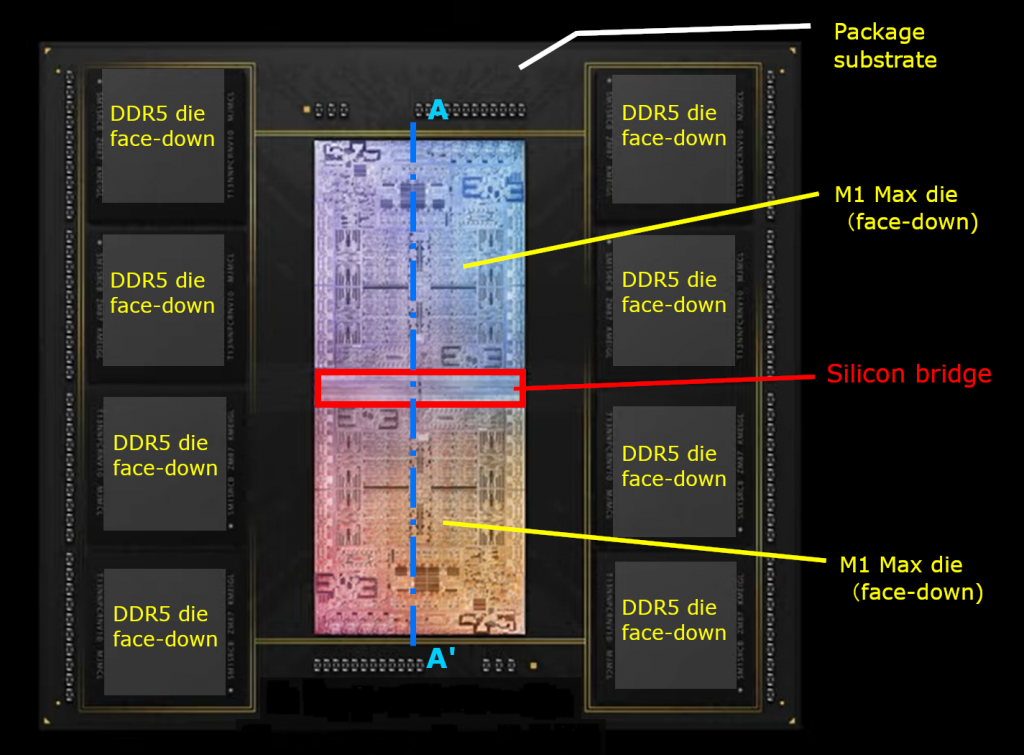 Package
substrate
DDR5 die
face-down
DDR5 die
face-down
A
M1 Max die
(face-down)
DDR5 die
face-down
DDR5 die
face-down
Silicon bridge
DDR5 die
face-down
DDR5 die
face-down
M1 Max die
(face-down)
DDR5 die
face-down
DDR5 die
face-down
A'